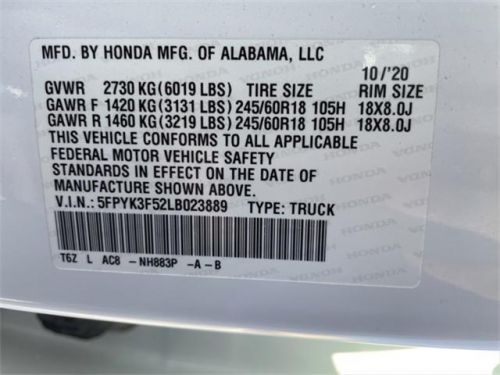 MFD. BY HONDA MFG. OF ALABAMA, LLC
10/'20
GVWR 2730 KG(6019 LBS) TIRE SIZE RIM SIZE
GAWR F 1420 KG(3131 LBS) 245/60R18 105H 18X8.0J
GAWR R 1460 KG(3219 LBS) 245/60R18 105H 18X8.0J
THIS VEHICLE CONFORMS TO ALL APPLICABLE
FEDERAL MOTOR VEHICLE SAFETY
STANDARDS IN EFFECT ON THE DATE OF
MANUFACTURE SHOWN ABOVE.
V.I.N.: 5FPYK3F52LB023889 TYPE: TRUCK
T6Z L AC8 -NH883P -A-B